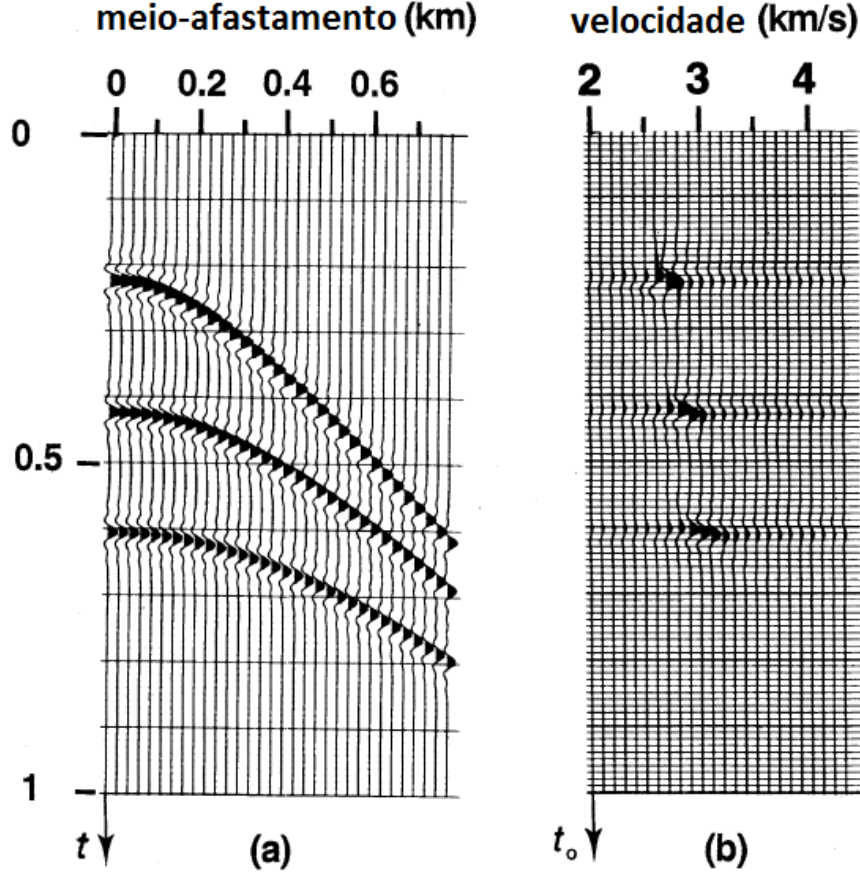 meio-afastamento (km)
velocidade (km/s)
0 0.2 0.4 0.6
2 3 4
0
0.5
1
t
(a)
t₀
(b)